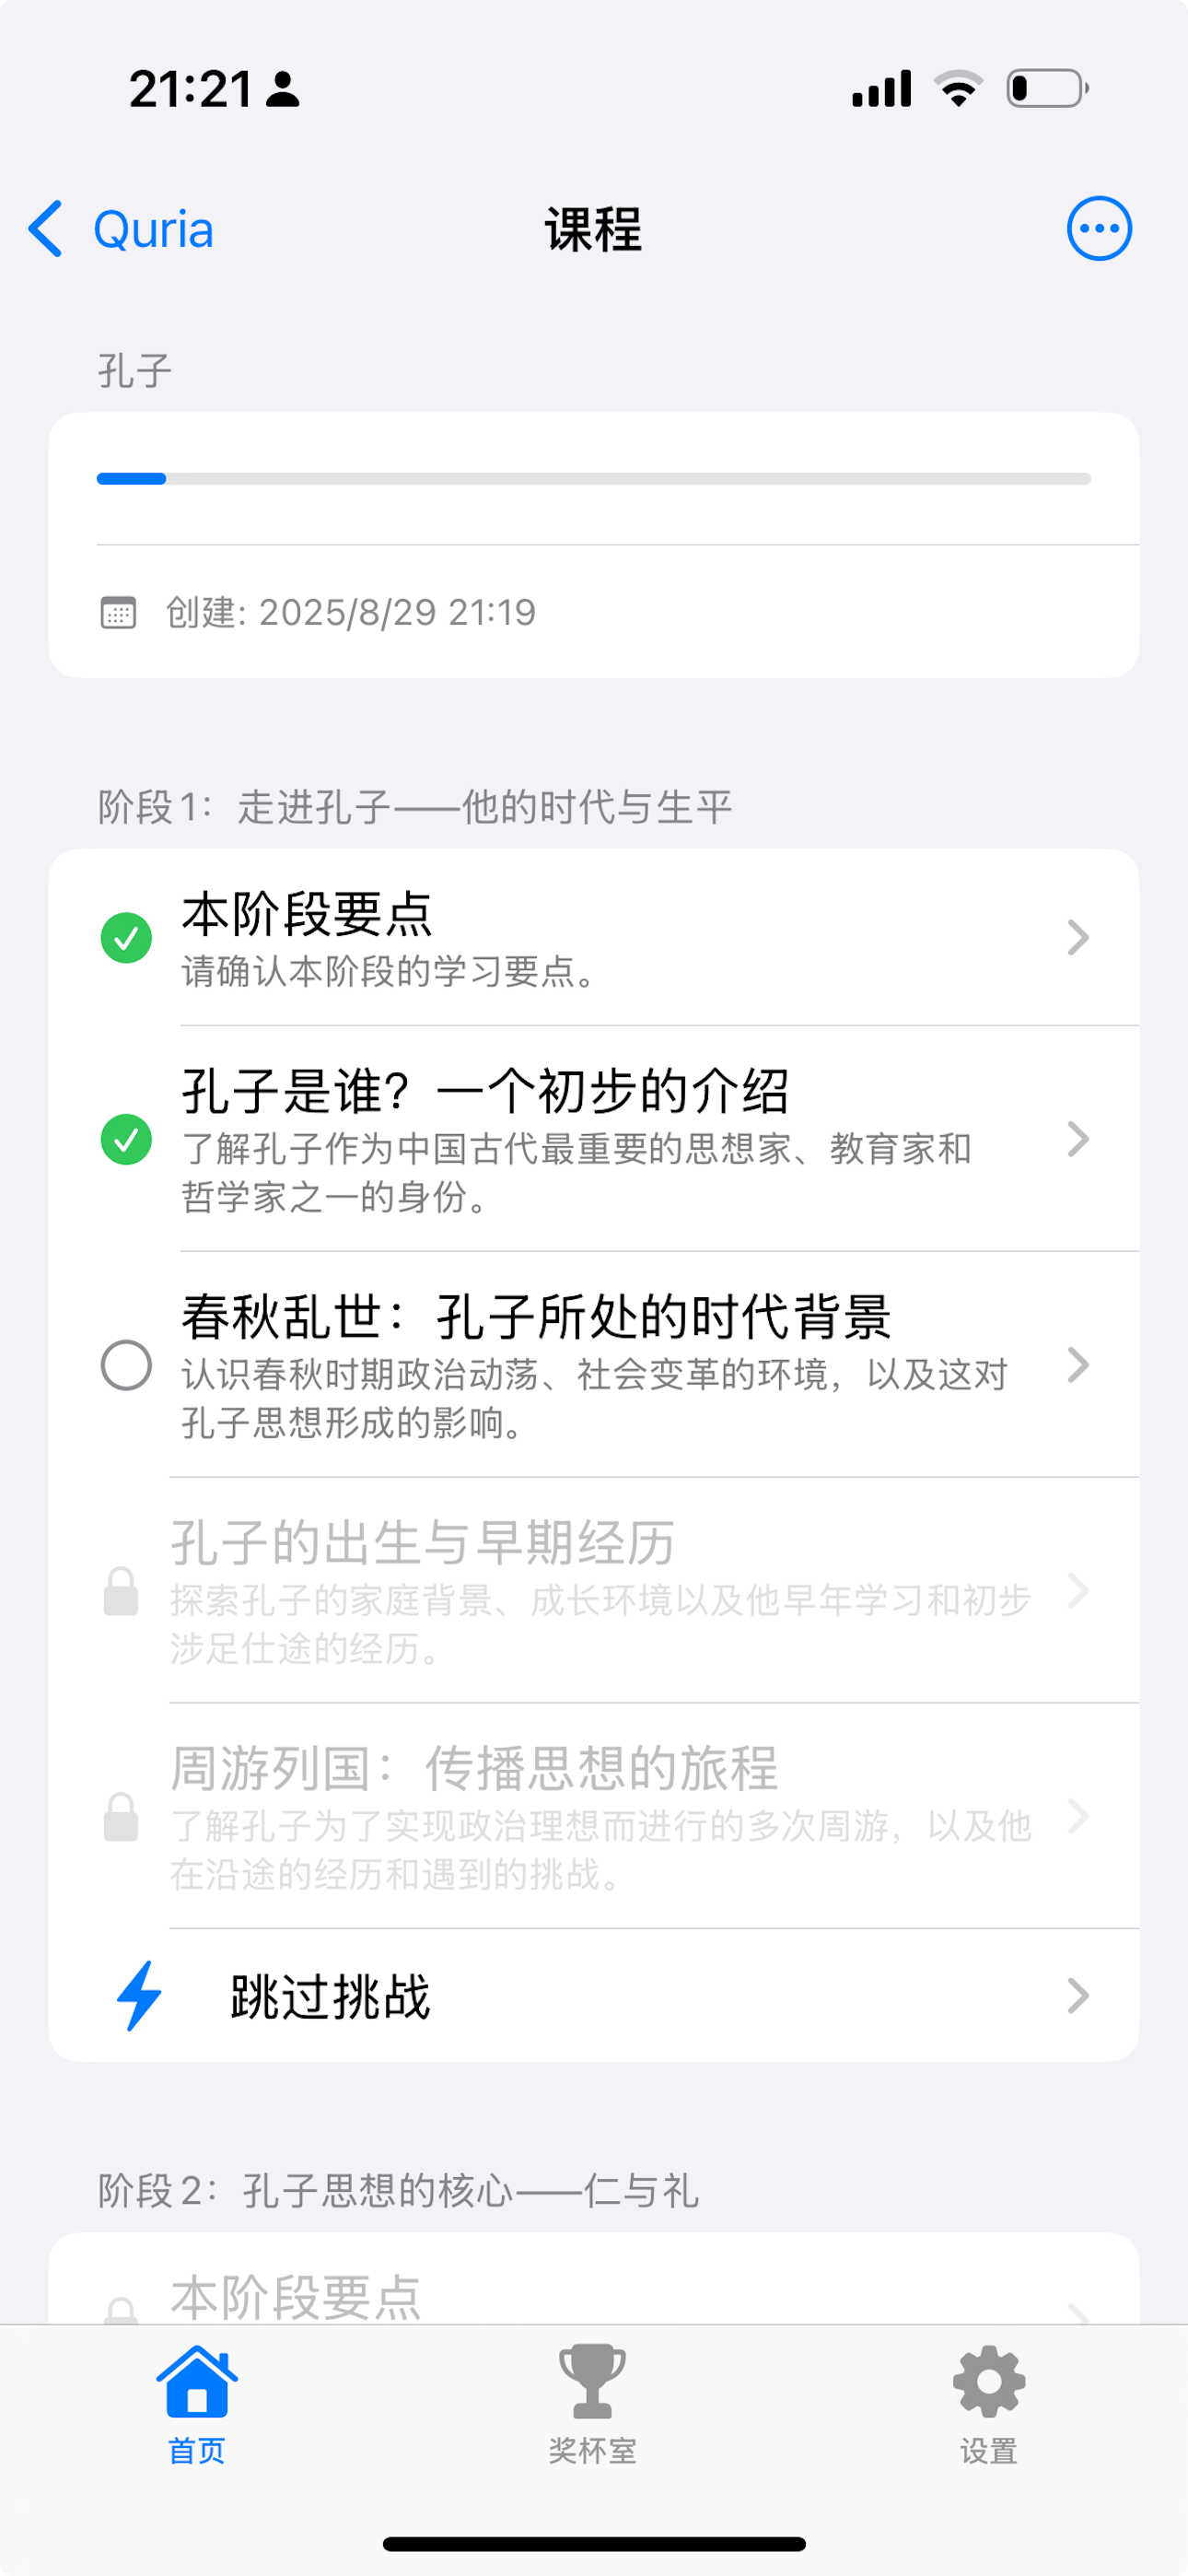 21:21
Quria
课程
孔子
创建: 2025/8/29 21:19
阶段 1：走进孔子——他的时代与生平
本阶段要点
请确认本阶段的学习要点。
孔子是谁？一个初步的介绍
了解孔子作为中国古代最重要的思想家、教育家和
哲学家之一的身份。
春秋乱世：孔子所处的时代背景
认识春秋时期政治动荡、社会变革的环境，以及这对
孔子思想形成的影响。
孔子的出生与早期经历
探索孔子的家庭背景、成长环境以及他早年学习和初步
涉足仕途的经历。
周游列国：传播思想的旅程
了解孔子为了实现政治理想而进行的多次周游，以及他
在沿途的经历和遇到的挑战。
跳过挑战
阶段 2：孔子思想的核心——仁与礼
本阶段要点
首页
奖杯室
设置